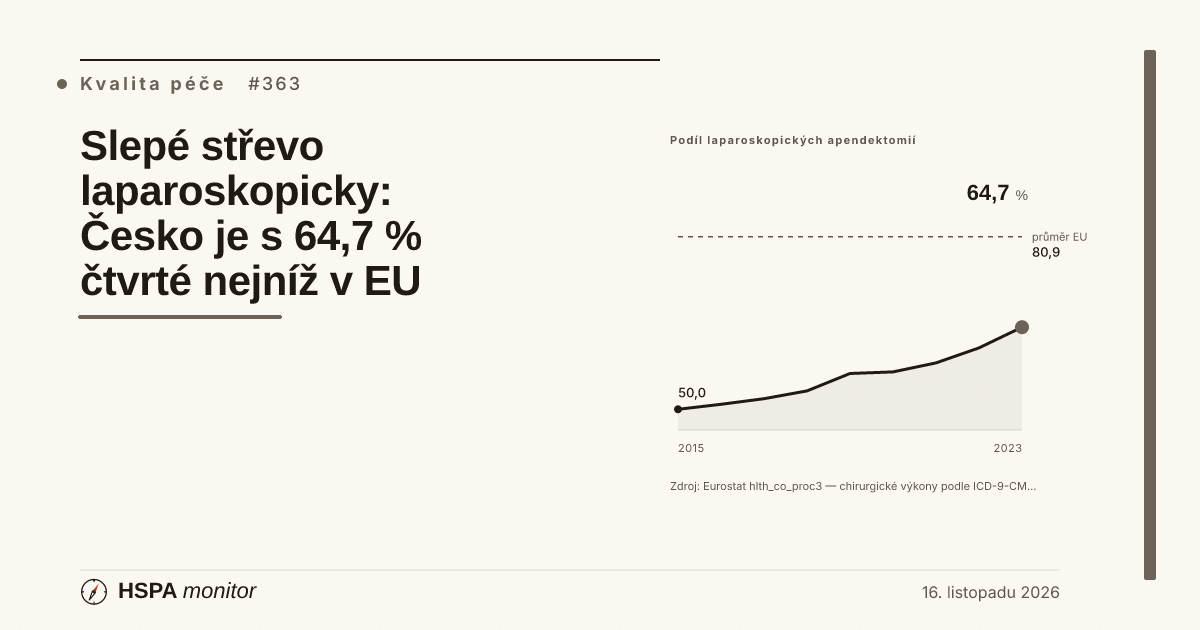 Kvalita péče #363
Slepé střevo
laparoskopicky:
Česko je s 64,7 %
čtvrté nejníž v EU
Podíl laparoskopických apendektomií
64,7 %
průměr EU
80,9
50,0
2015 2023
Zdroj: Eurostat hlth_co_proc3 — chirurgické výkony podle ICD-9-CM…
HSPA monitor
16. listopadu 2026